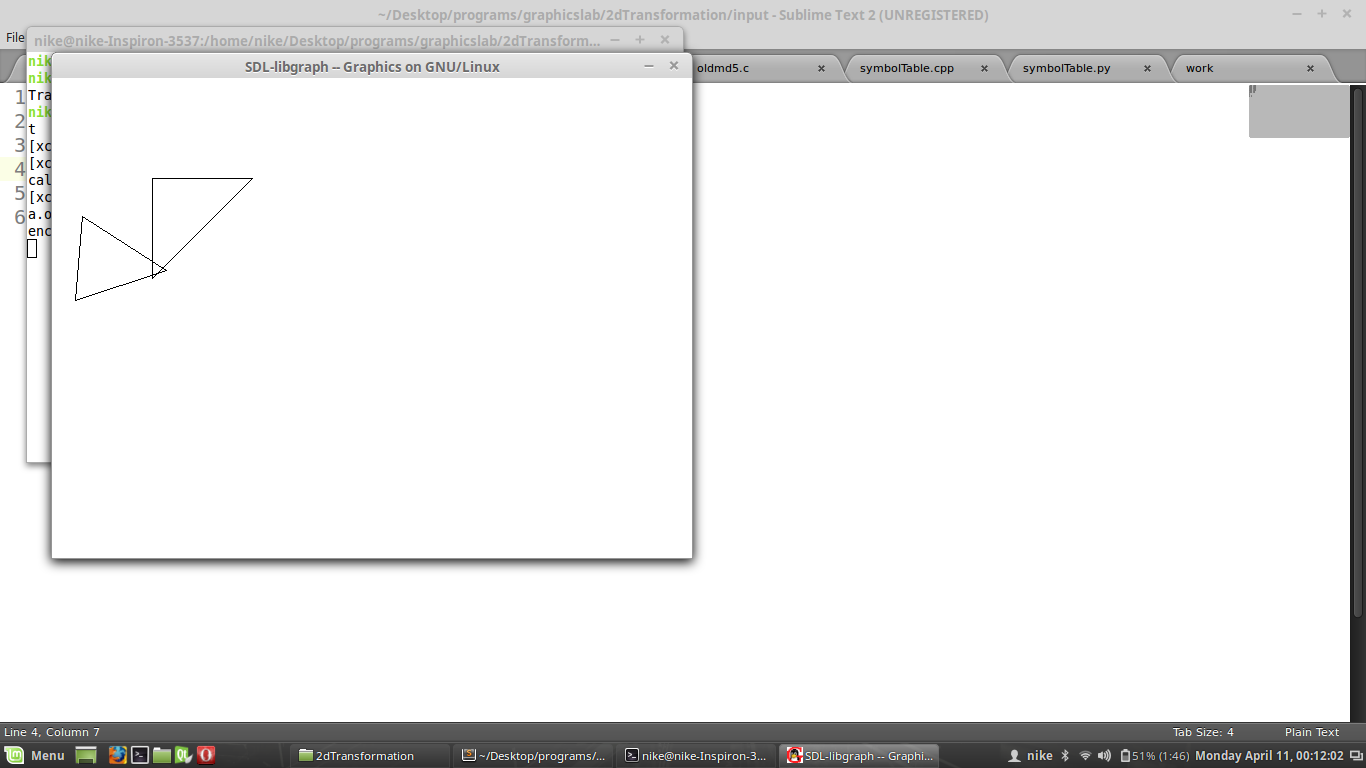 ~/Desktop/programs/graphicslab/2dTransformation/input - Sublime Text 2 (UNREGISTERED)
File
nike@nike-Inspiron-3537:/home/nike/Desktop/programs/graphicslab/2dTransform...
SDL-libgraph -- Graphics on GNU/Linux
oldmd5.c
symbolTable.cpp
symbolTable.py
work
1
2
3
4
5
6
nik
nik
Tra
nik
t
[xc
[xc
cal
[xc
a.o
enc
Line 4, Column 7
Tab Size: 4
Plain Text
Menu
2dTransformation
~/Desktop/programs/...
nike@nike-Inspiron-3...
SDL-libgraph -- Graphi...
nike
51% (1:46)
Monday April 11, 00:12:02